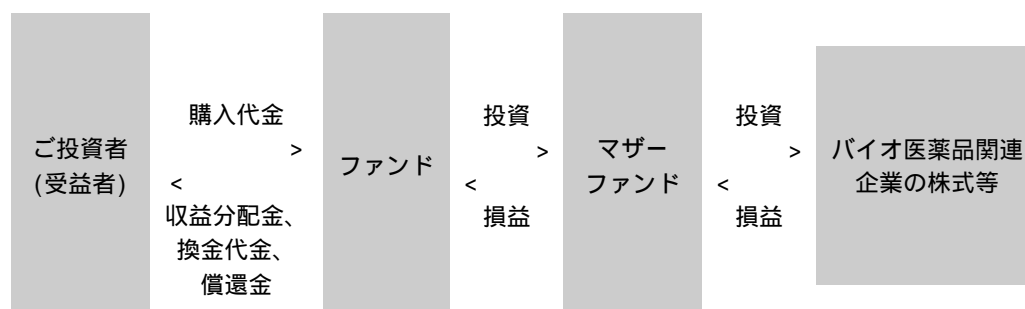 ご投資者
(受益者)
購入代金
>
<
収益分配金、
換金代金、
償還金
ファンド
投資
>
<
損益
マザー
ファンド
投資
>
<
損益
バイオ医薬品関連
企業の株式等